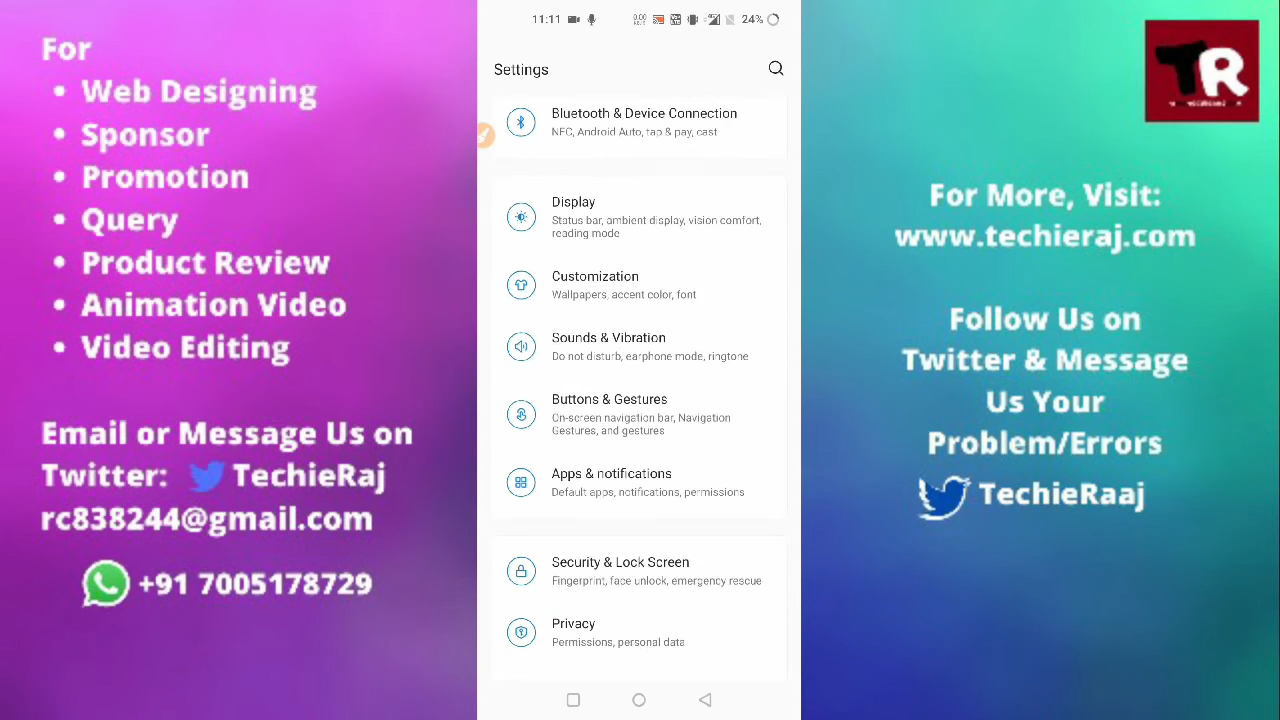 For
• Web Designing
• Sponsor
• Promotion
• Query
• Product Review
• Animation Video
• Video Editing
Email or Message Us on
Twitter: TechieRaj
rc838244@gmail.com
+91 7005178729
11:11
0.00
24%
Settings
Bluetooth & Device Connection
NFC, Android Auto, tap & pay, cast
Display
Status bar, ambient display, vision comfort,
reading mode
Customization
Wallpapers, accent color, font
Sounds & Vibration
Do not disturb, earphone mode, ringtone
Buttons & Gestures
On-screen navigation bar, Navigation
Gestures, and gestures
Apps & notifications
Default apps, notifications, permissions
Security & Lock Screen
Fingerprint, face unlock, emergency rescue
Privacy
Permissions, personal data
TR
For More, Visit:
www.techieraj.com
Follow Us on
Twitter & Message
Us Your
Problem/Errors
TechieRaaj